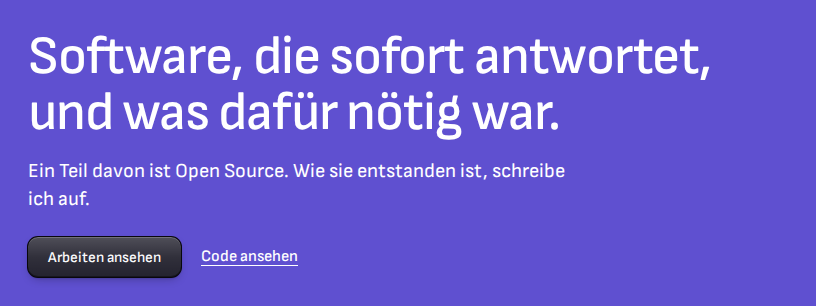 Software, die sofort antwortet,
und was dafür nötig war.
Ein Teil davon ist Open Source. Wie sie entstanden ist, schreibe
ich auf.
Arbeiten ansehen
Code ansehen